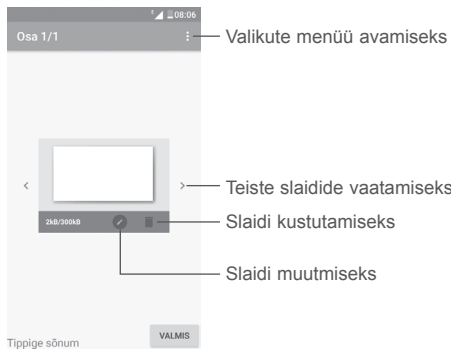 08:06
Osa 1/1
Valikute menüü avamiseks
Teiste slaidide vaatamiseks
2kB/300kB
Slaidi kustutamiseks
Slaidi muutmiseks
VALMIS
Tippige sõnum